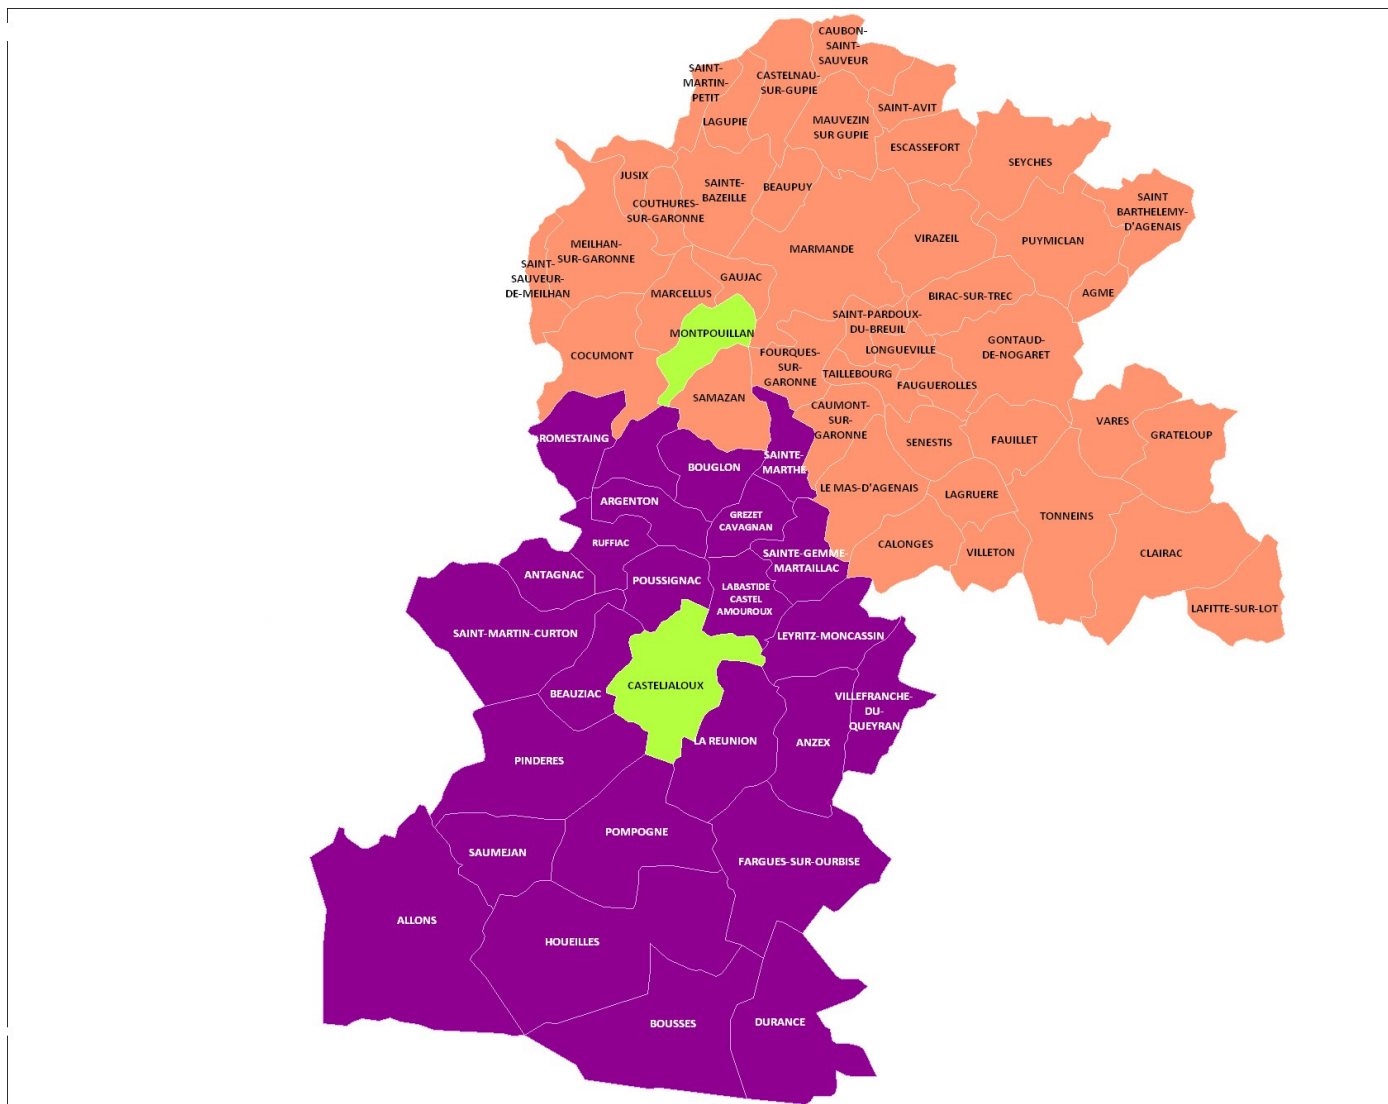 CAUBON-
SAINT-
SAUVEUR
SAINT-
MARTIN-
PETIT
CASTELNAU-
SUR-GUPIE
SAINT-AVIT
LAGUPIE
MAUVEZIN
SUR GUPIE
ESCASSEFORT
SEYCHES
JUSIX
SAINTE-
BAZEILLE
BEAUPUY
COUTHURES-
SUR-GARONNE
SAINT
BARTHELEMY-
D'AGENAIS
MEILHAN-
SUR-GARONNE
MARMANDE
VIRAZEIL
PUYMICLAN
SAINT-
SAUVEUR-
DE-MEILHAN
GAUJAC
MARCELLUS
BIRAC-SUR-TREC
AGME
MONTPOUILLAN
SAINT-PARDOUX-
DU-BREUIL
GONTAUD-
DE-NOGARET
COCUMONT
FOURQUES-
SUR-
GARONNE
LONGUEVILLE
TAILLEBOURG
FAUGUEROLLES
SAMAZAN
CAUMONT-
SUR-
GARONNE
VARES
GRATELOUP
ROMESTAING
SENESTIS
FAUILLET
BOUGLON
SAINTE-
MARTHE
LE MAS-D'AGENAIS
LAGRUERE
ARGENTON
GREZET
CAVAGNAN
TONNEINS
RUFFIAC
SAINTE-GEMME-
MARTAILLAC
CALONGES
VILLETON
CLAIRAC
ANTAGNAC
POUSSIGNAC
LABASTIDE
CASTEL
AMOUROUX
LAFITTE-SUR-LOT
SAINT-MARTIN-CURTON
LEYRITZ-MONCASSIN
BEAUZIAC
CASTELJALOUX
VILLEFRANCHE-
DU-
QUEYRAN
LA REUNION
ANZEX
PINDERES
POMPOGNE
SAUMEJAN
FARGUES-SUR-OURBISE
ALLONS
HOUEILLES
BOUSSES
DURANCE